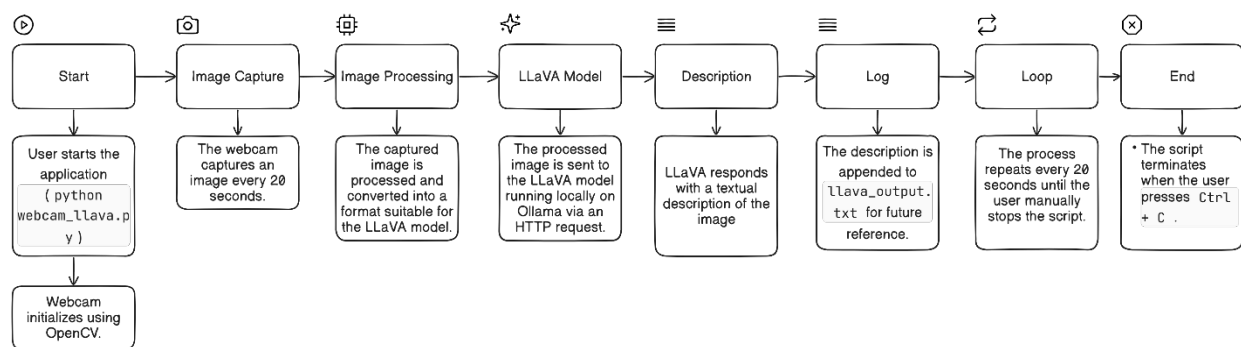 Start
Image Capture
Image Processing
LLaVA Model
Description
Log
Loop
End
User starts the
application
(python
webcam_llava.p
y)
Webcam
initializes using
OpenCV.
The webcam
captures an
image every 20
seconds.
The captured
image is
processed and
converted into a
format suitable for
the LLaVA model.
The processed
image is sent to
the LLaVA model
running locally on
Ollama via an
HTTP request.
LLaVA responds
with a textual
description of the
image
The description is
appended to
llava_output.
txt for future
reference.
The process
repeats every 20
seconds until the
user manually
stops the script.
• The script
terminates
when the user
presses Ctrl
+ C .